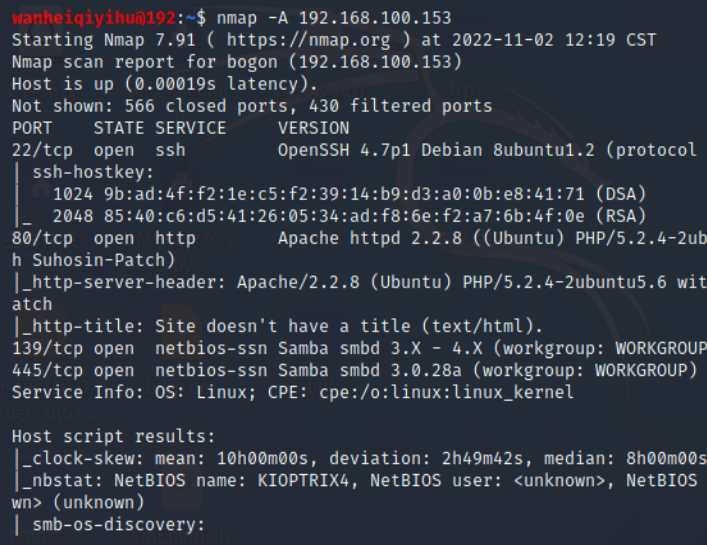 wanheiqiyihu@192:~$ nmap -A 192.168.100.153
Starting Nmap 7.91 ( https://nmap.org ) at 2022-11-02 12:19 CST
Nmap scan report for bogon (192.168.100.153)
Host is up (0.00019s latency).
Not shown: 566 closed ports, 430 filtered ports
PORT    STATE SERVICE     VERSION
22/tcp  open  ssh         OpenSSH 4.7p1 Debian 8ubuntu1.2 (protocol
| ssh-hostkey:
|   1024 9b:ad:4f:f2:1e:c5:f2:39:14:b9:d3:a0:0b:e8:41:71 (DSA)
|_  2048 85:40:c6:d5:41:26:05:34:ad:f8:6e:f2:a7:6b:4f:0e (RSA)
80/tcp  open  http        Apache httpd 2.2.8 ((Ubuntu) PHP/5.2.4-2ub
h Suhosin-Patch)
|_http-server-header: Apache/2.2.8 (Ubuntu) PHP/5.2.4-2ubuntu5.6 wit
atch
|_http-title: Site doesn't have a title (text/html).
139/tcp open  netbios-ssn Samba smbd 3.X - 4.X (workgroup: WORKGROUP
445/tcp open  netbios-ssn Samba smbd 3.0.28a (workgroup: WORKGROUP)
Service Info: OS: Linux; CPE: cpe:/o:linux:linux_kernel

Host script results:
|_clock-skew: mean: 10h00m00s, deviation: 2h49m42s, median: 8h00m00s
|_nbstat: NetBIOS name: KIOPTRIX4, NetBIOS user: <unknown>, NetBIOS
wn> (unknown)
| smb-os-discovery: